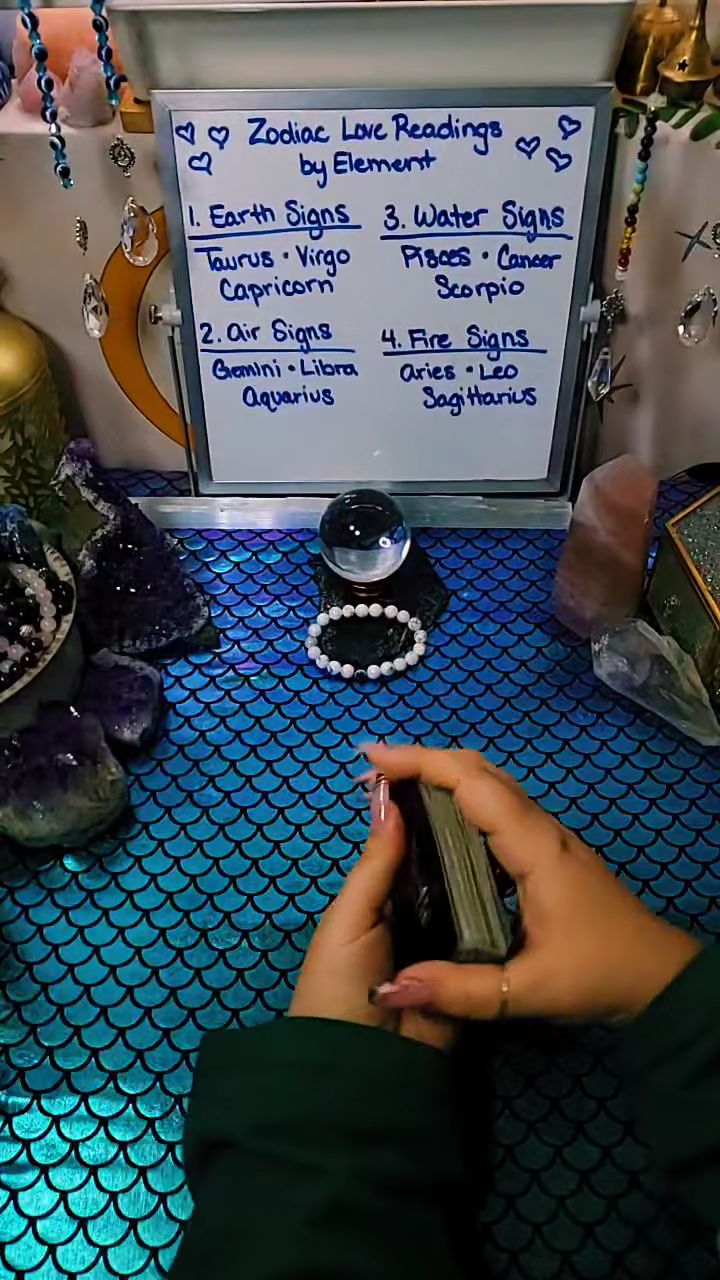 Zodiac Love Readings
by Element
1. Earth Signs
Taurus • Virgo
Capricorn
2. Air Signs
Gemini • Libra
Aquarius
3. Water Signs
Pisces • Cancer
Scorpio
4. Fire Signs
Aries • Leo
Sagittarius